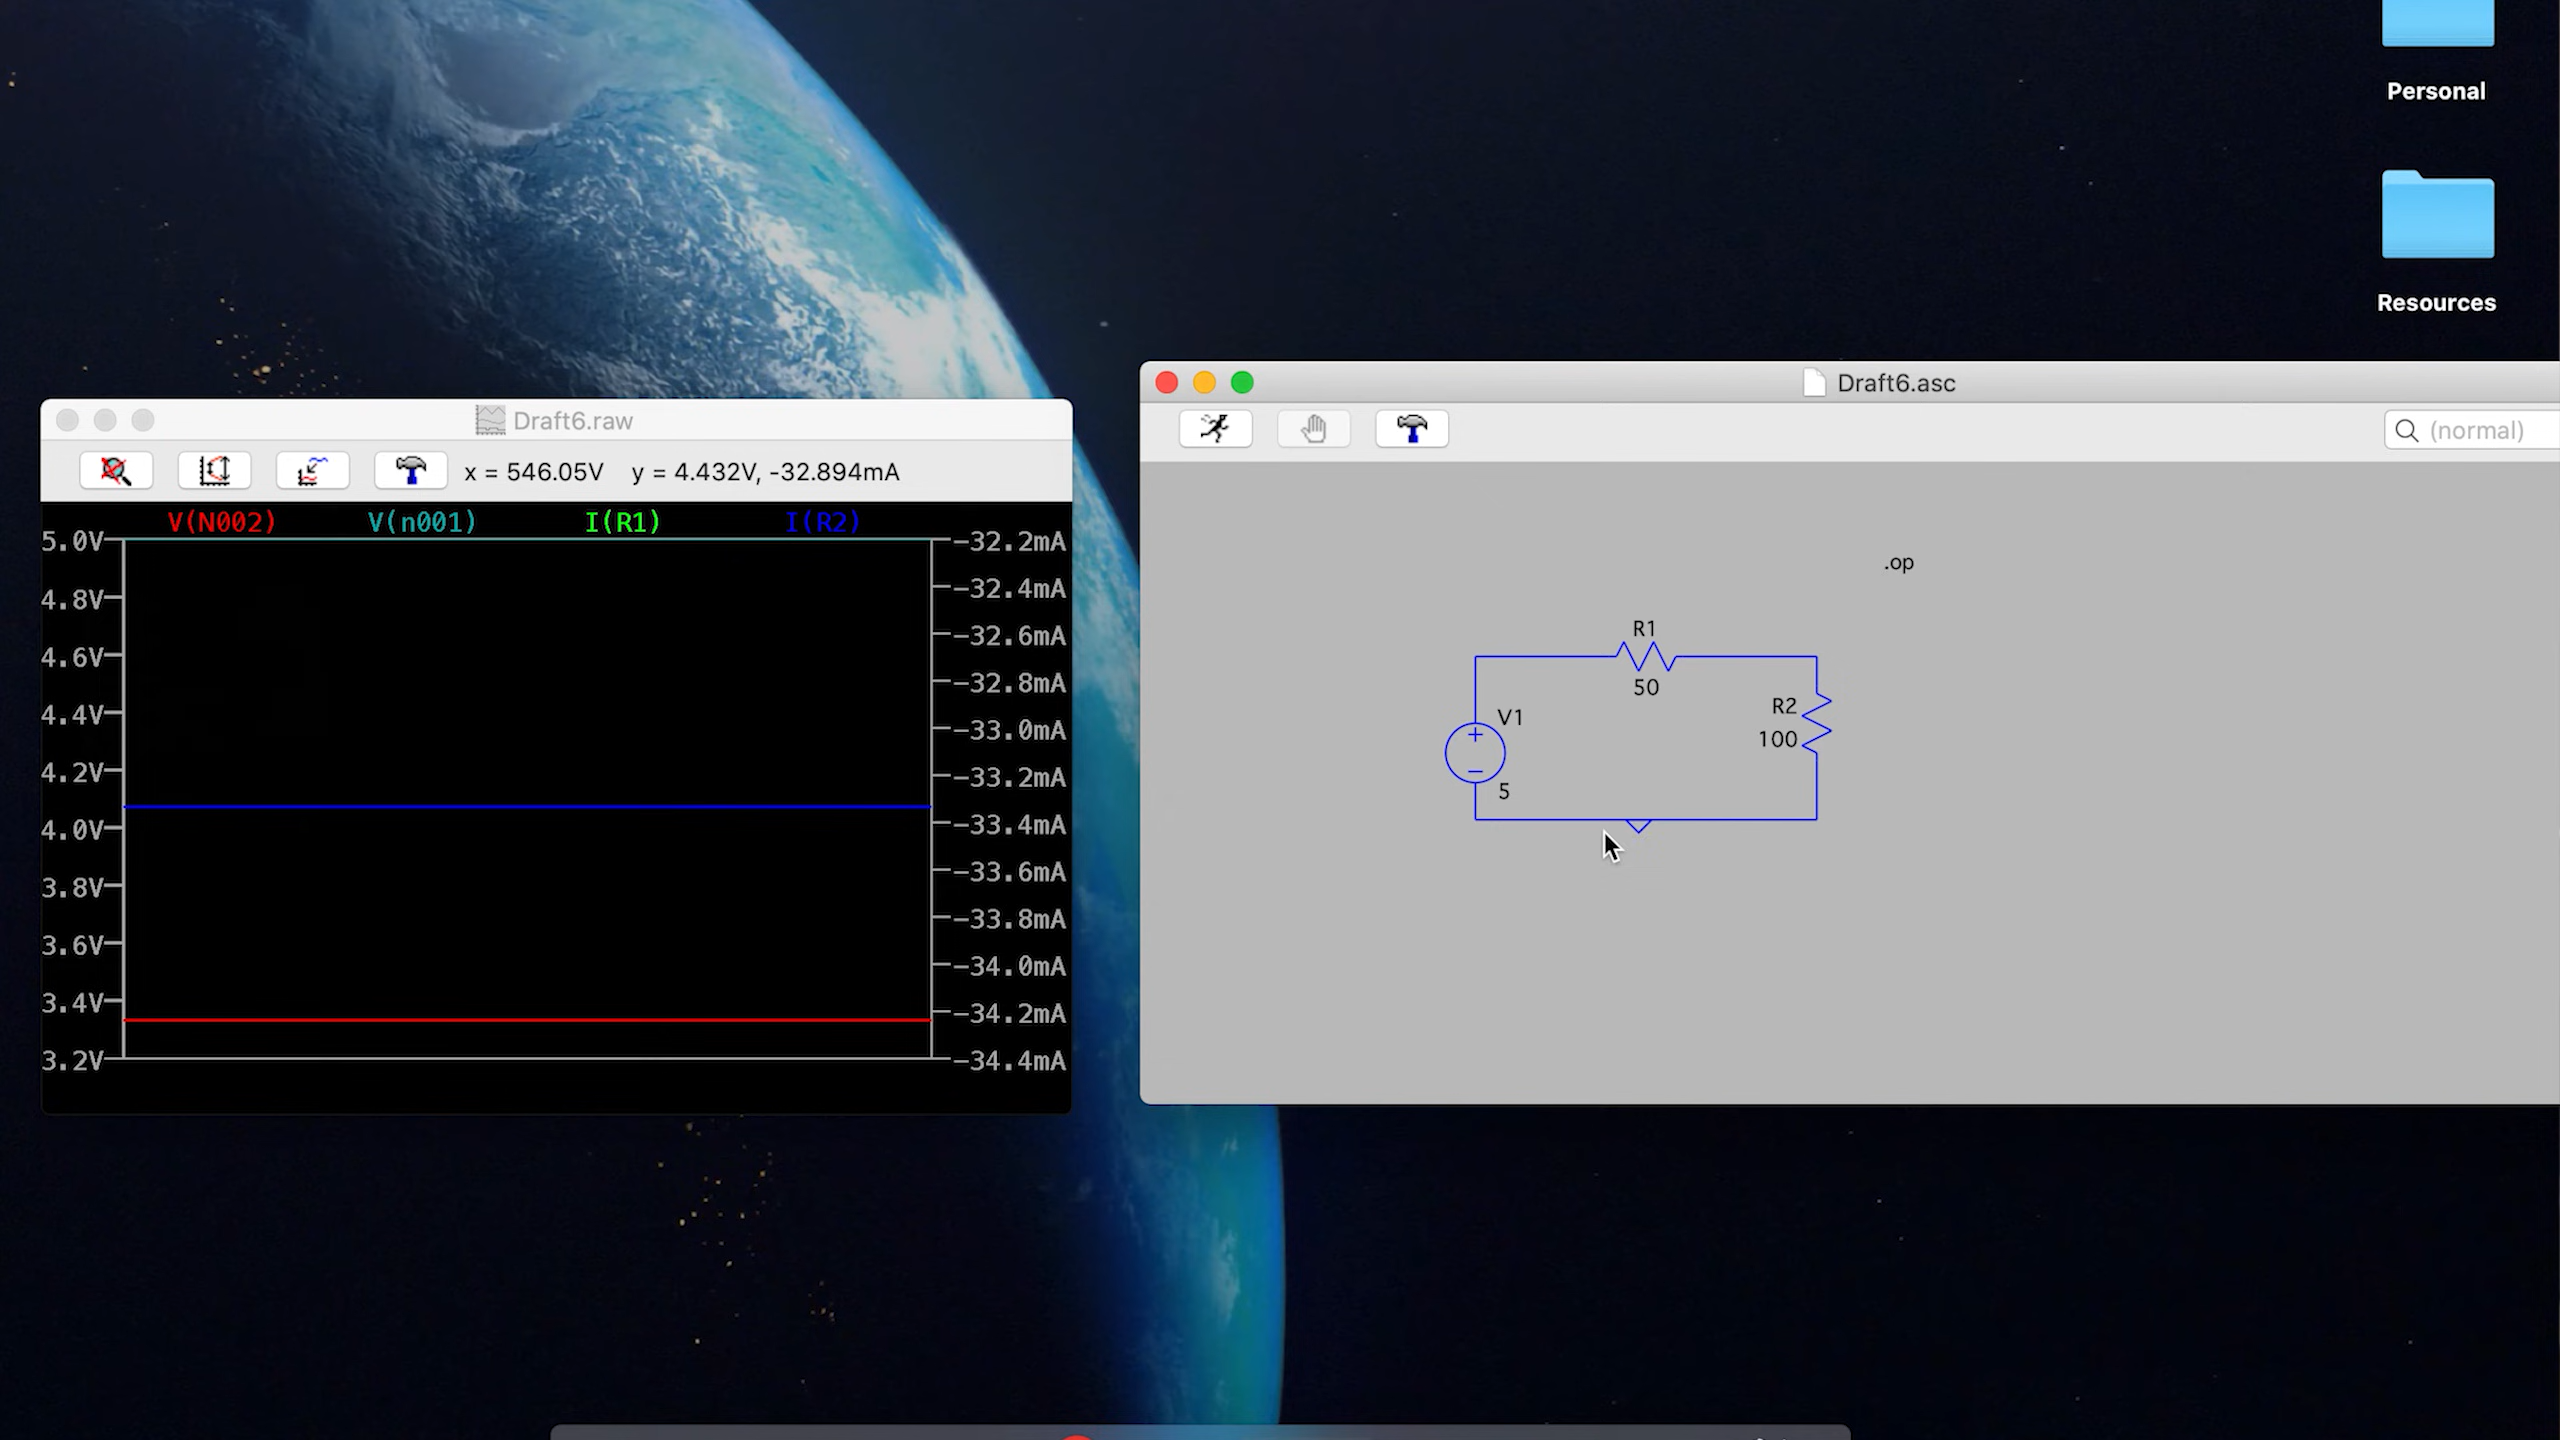 Personal
Resources
Draft6.raw
x = 546.05V y = 4.432V, -32.894mA
V(N002) V(n001) I(R1) I(R2)
5.0V
4.8V
4.6V
4.4V
4.2V
4.0V
3.8V
3.6V
3.4V
3.2V
-32.2mA
-32.4mA
-32.6mA
-32.8mA
-33.0mA
-33.2mA
-33.4mA
-33.6mA
-33.8mA
-34.0mA
-34.2mA
-34.4mA
Draft6.asc
(normal)
.op
R1
50
V1
5
R2
100